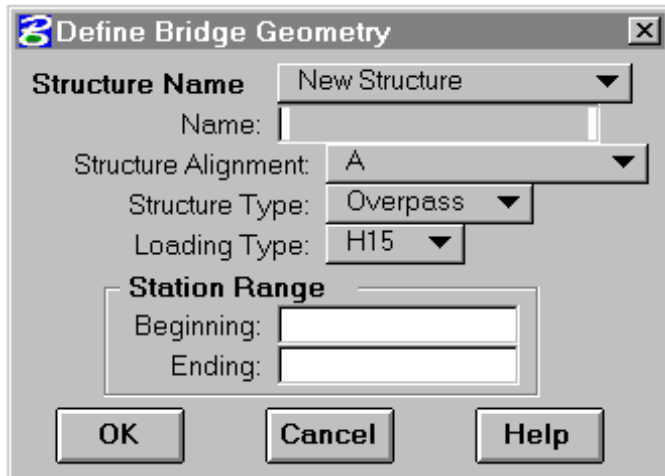 Define Bridge Geometry
Structure Name New Structure
Name:
Structure Alignment: A
Structure Type: Overpass
Loading Type: H15
Station Range
Beginning:
Ending:
OK Cancel Help